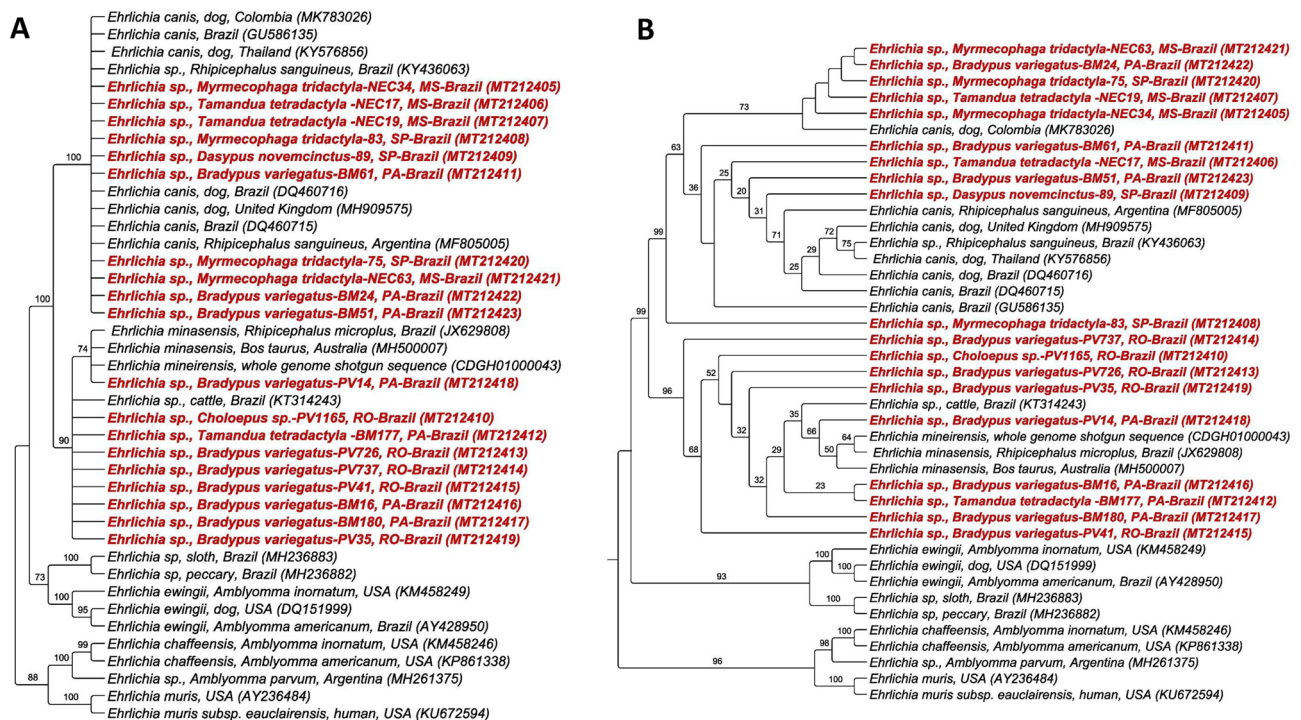 A
Ehrlichia canis, dog, Colombia (MK783026)
Ehrlichia canis, Brazil (GU586135)
Ehrlichia canis, dog, Thailand (KY576856)
Ehrlichia sp., Rhipicephalus sanguineus, Brazil (KY436063)
Ehrlichia sp., Myrmecophaga tridactyla-NEC34, MS-Brazil (MT212405)
Ehrlichia sp., Tamandua tetradactyla -NEC17, MS-Brazil (MT212406)
Ehrlichia sp., Tamandua tetradactyla -NEC19, MS-Brazil (MT212407)
Ehrlichia sp., Myrmecophaga tridactyla-83, SP-Brazil (MT212408)
100
Ehrlichia sp., Dasypus novemcinctus-89, SP-Brazil (MT212409)
Ehrlichia sp., Bradypus variegatus-BM61, PA-Brazil (MT212411)
Ehrlichia canis, dog, Brazil (DQ460716)
Ehrlichia canis, dog, United Kingdom (MH909575)
Ehrlichia canis, Brazil (DQ460715)
Ehrlichia canis, Rhipicephalus sanguineus, Argentina (MF805005)
Ehrlichia sp., Myrmecophaga tridactyla-75, SP-Brazil (MT212420)
Ehrlichia sp., Myrmecophaga tridactyla-NEC63, MS-Brazil (MT212421)
100
Ehrlichia sp., Bradypus variegatus-BM24, PA-Brazil (MT212422)
Ehrlichia sp., Bradypus variegatus-BM51, PA-Brazil (MT212423)
Ehrlichia minasensis, Rhipicephalus microplus, Brazil (JX629808)
74
Ehrlichia minasensis, Bos taurus, Australia (MH500007)
Ehrlichia mineirensis, whole genome shotgun sequence (CDGH01000043)
Ehrlichia sp., Bradypus variegatus-PV14, PA-Brazil (MT212418)
Ehrlichia sp., cattle, Brazil (KT314243)
Ehrlichia sp., Choloepus sp.-PV1165, RO-Brazil (MT212410)
90
Ehrlichia sp., Tamandua tetradactyla -BM177, PA-Brazil (MT212412)
Ehrlichia sp., Bradypus variegatus-PV726, RO-Brazil (MT212413)
Ehrlichia sp., Bradypus variegatus-PV737, RO-Brazil (MT212414)
Ehrlichia sp., Bradypus variegatus-PV41, RO-Brazil (MT212415)
Ehrlichia sp., Bradypus variegatus-BM16, PA-Brazil (MT212416)
Ehrlichia sp., Bradypus variegatus-BM180, PA-Brazil (MT212417)
Ehrlichia sp., Bradypus variegatus-PV35, RO-Brazil (MT212419)
100
Ehrlichia sp, sloth, Brazil (MH236883)
73
Ehrlichia sp, peccary, Brazil (MH236882)
100
Ehrlichia ewingii, Amblyomma inornatum, USA (KM458249)
95
Ehrlichia ewingii, dog, USA (DQ151999)
Ehrlichia ewingii, Amblyomma americanum, Brazil (AY428950)
99
Ehrlichia chaffeensis, Amblyomma inornatum, USA (KM458246)
100
Ehrlichia chaffeensis, Amblyomma americanum, USA (KP861338)
88
Ehrlichia sp., Amblyomma parvum, Argentina (MH261375)
100
Ehrlichia muris, USA (AY236484)
Ehrlichia muris subsp. eauclairensis, human, USA (KU672594)
B
Ehrlichia sp., Myrmecophaga tridactyla-NEC63, MS-Brazil (MT212421)
Ehrlichia sp., Bradypus variegatus-BM24, PA-Brazil (MT212422)
Ehrlichia sp., Myrmecophaga tridactyla-75, SP-Brazil (MT212420)
Ehrlichia sp., Tamandua tetradactyla -NEC19, MS-Brazil (MT212407)
73
Ehrlichia sp., Myrmecophaga tridactyla-NEC34, MS-Brazil (MT212405)
Ehrlichia canis, dog, Colombia (MK783026)
63
Ehrlichia sp., Bradypus variegatus-BM61, PA-Brazil (MT212411)
25
Ehrlichia sp., Tamandua tetradactyla -NEC17, MS-Brazil (MT212406)
36
20
Ehrlichia sp., Bradypus variegatus-BM51, PA-Brazil (MT212423)
31
Ehrlichia sp., Dasypus novemcinctus-89, SP-Brazil (MT212409)
Ehrlichia canis, Rhipicephalus sanguineus, Argentina (MF805005)
99
71
72
Ehrlichia canis, dog, United Kingdom (MH909575)
29
75
Ehrlichia sp., Rhipicephalus sanguineus, Brazil (KY436063)
Ehrlichia canis, dog, Thailand (KY576856)
25
Ehrlichia canis, dog, Brazil (DQ460716)
Ehrlichia canis, Brazil (DQ460715)
Ehrlichia canis, Brazil (GU586135)
99
Ehrlichia sp., Myrmecophaga tridactyla-83, SP-Brazil (MT212408)
Ehrlichia sp., Bradypus variegatus-PV737, RO-Brazil (MT212414)
52
Ehrlichia sp., Choloepus sp.-PV1165, RO-Brazil (MT212410)
Ehrlichia sp., Bradypus variegatus-PV726, RO-Brazil (MT212413)
96
Ehrlichia sp., Bradypus variegatus-PV35, RO-Brazil (MT212419)
Ehrlichia sp., cattle, Brazil (KT314243)
35
Ehrlichia sp., Bradypus variegatus-PV14, PA-Brazil (MT212418)
32
66
64
Ehrlichia mineirensis, whole genome shotgun sequence (CDGH01000043)
50
Ehrlichia minasensis, Rhipicephalus microplus, Brazil (JX629808)
68
29
Ehrlichia minasensis, Bos taurus, Australia (MH500007)
32
23
Ehrlichia sp., Bradypus variegatus-BM16, PA-Brazil (MT212416)
Ehrlichia sp., Tamandua tetradactyla -BM177, PA-Brazil (MT212412)
Ehrlichia sp., Bradypus variegatus-BM180, PA-Brazil (MT212417)
Ehrlichia sp., Bradypus variegatus-PV41, RO-Brazil (MT212415)
100
Ehrlichia ewingii, Amblyomma inornatum, USA (KM458249)
100
Ehrlichia ewingii, dog, USA (DQ151999)
93
Ehrlichia ewingii, Amblyomma americanum, Brazil (AY428950)
100
Ehrlichia sp, sloth, Brazil (MH236883)
Ehrlichia sp, peccary, Brazil (MH236882)
100
Ehrlichia chaffeensis, Amblyomma inornatum, USA (KM458246)
98
Ehrlichia chaffeensis, Amblyomma americanum, USA (KP861338)
96
Ehrlichia sp., Amblyomma parvum, Argentina (MH261375)
100
Ehrlichia muris, USA (AY236484)
Ehrlichia muris subsp. eauclairensis, human, USA (KU672594)